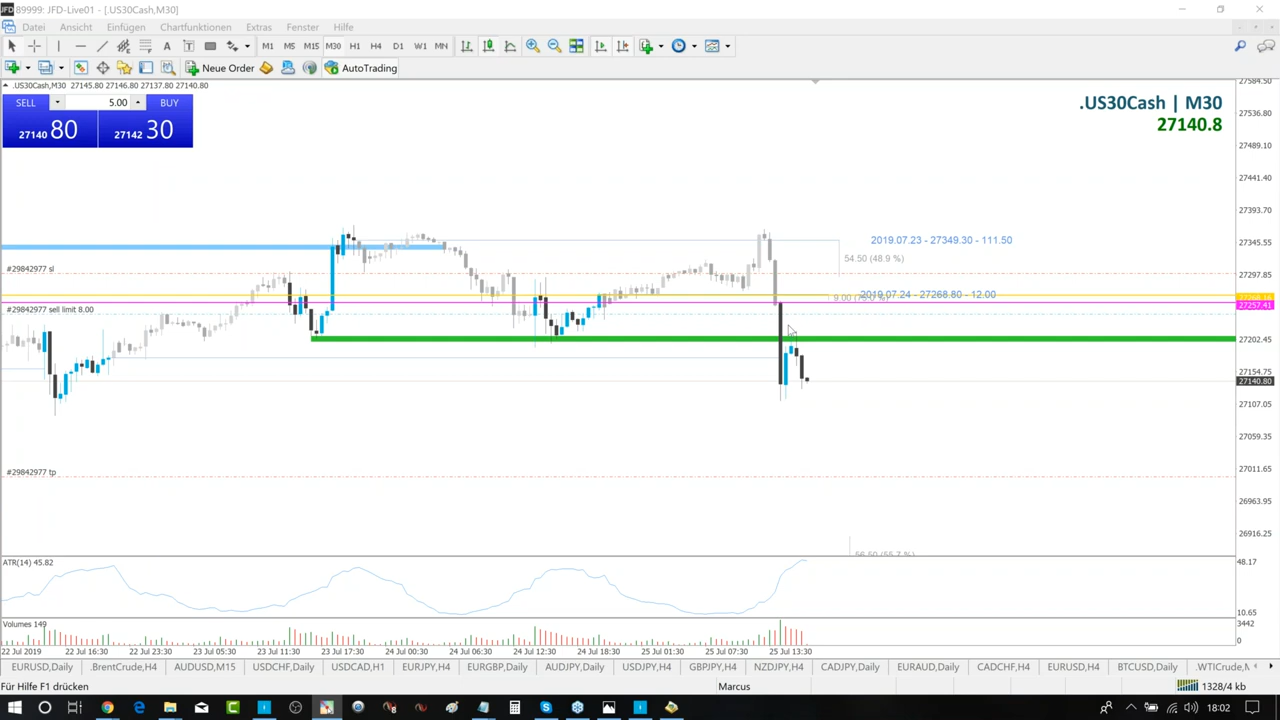 89999: JFD-Live01 - [.US30Cash,M30]
Datei Ansicht Einfügen Chartfunktionen Extras Fenster Hilfe
A T M1 M5 M15 M30 H1 H4 D1 W1 MN
Neue Order AutoTrading
.US30Cash,M30 27145.80 27146.80 27137.80 27140.80
SELL 5.00 BUY
27140 80 27142 30
.US30Cash | M30
27140.8
27584.50
27536.80
27489.10
27441.40
27393.70
27345.55
27297.85
27257.41
27202.45
27154.75
27140.80
27107.05
27059.35
27011.65
26963.95
26916.25
2019.07.23 - 27349.30 - 111.50
54.50 (48.9 %)
#29842977 sl
2019.07.24 - 27268.80 - 12.00
#29842977 sell limit 8.00
#29842977 tp
56.50 (55.7 %)
ATR(14) 45.82
48.17
10.65
Volumes 149
3442
0
22 Jul 2019 22 Jul 16:30 22 Jul 23:30 23 Jul 11:30 23 Jul 17:30 24 Jul 00:30 24 Jul 06:30 24 Jul 12:30 24 Jul 18:30 25 Jul 01:30 25 Jul 07:30 25 Jul 13:30
EURUSD,Daily .BrentCrude,H4 AUDUSD,M15 USDCHF,Daily USDCAD,H1 EURJPY,H4 EURGBP,Daily AUDJPY,Daily USDJPY,H4 GBPJPY,H4 NZDJPY,H4 CADJPY,Daily EURAUD,Daily CADCHF,H4 EURUSD,H4 BTCUSD,Daily .WTICrude,
Für Hilfe F1 drücken Marcus 1328/4 kb
18:02